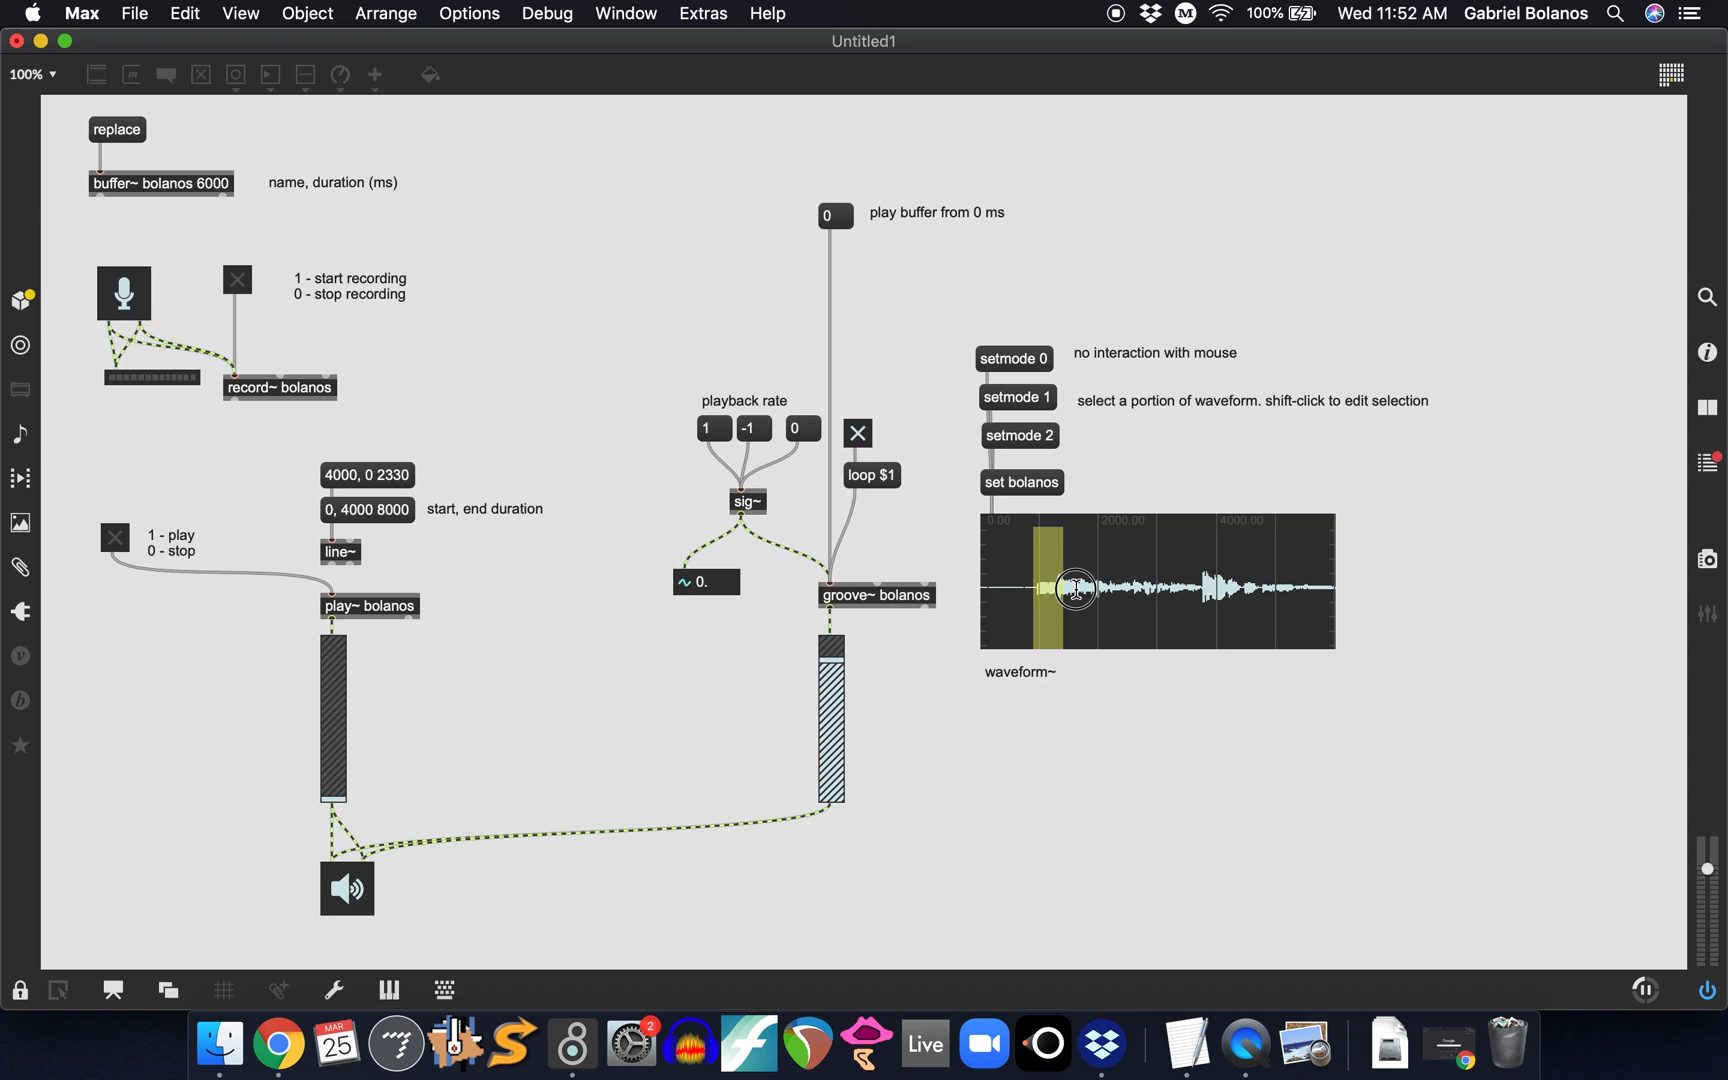 Max File Edit View Object Arrange Options Debug Window Extras Help
M 100% Wed 11:52 AM Gabriel Bolanos
Untitled1
100%
replace
buffer~ bolanos 6000
name, duration (ms)
0
play buffer from 0 ms
1 - start recording
0 - stop recording
record~ bolanos
setmode 0
no interaction with mouse
setmode 1
select a portion of waveform. shift-click to edit selection
setmode 2
set bolanos
playback rate
1
-1
0
loop $1
sig~
0.
groove~ bolanos
4000, 0 2330
0, 4000 8000
start, end duration
line~
1 - play
0 - stop
play~ bolanos
0.00
2000.00
4000.00
waveform~
MAR
25
2
Live
Google